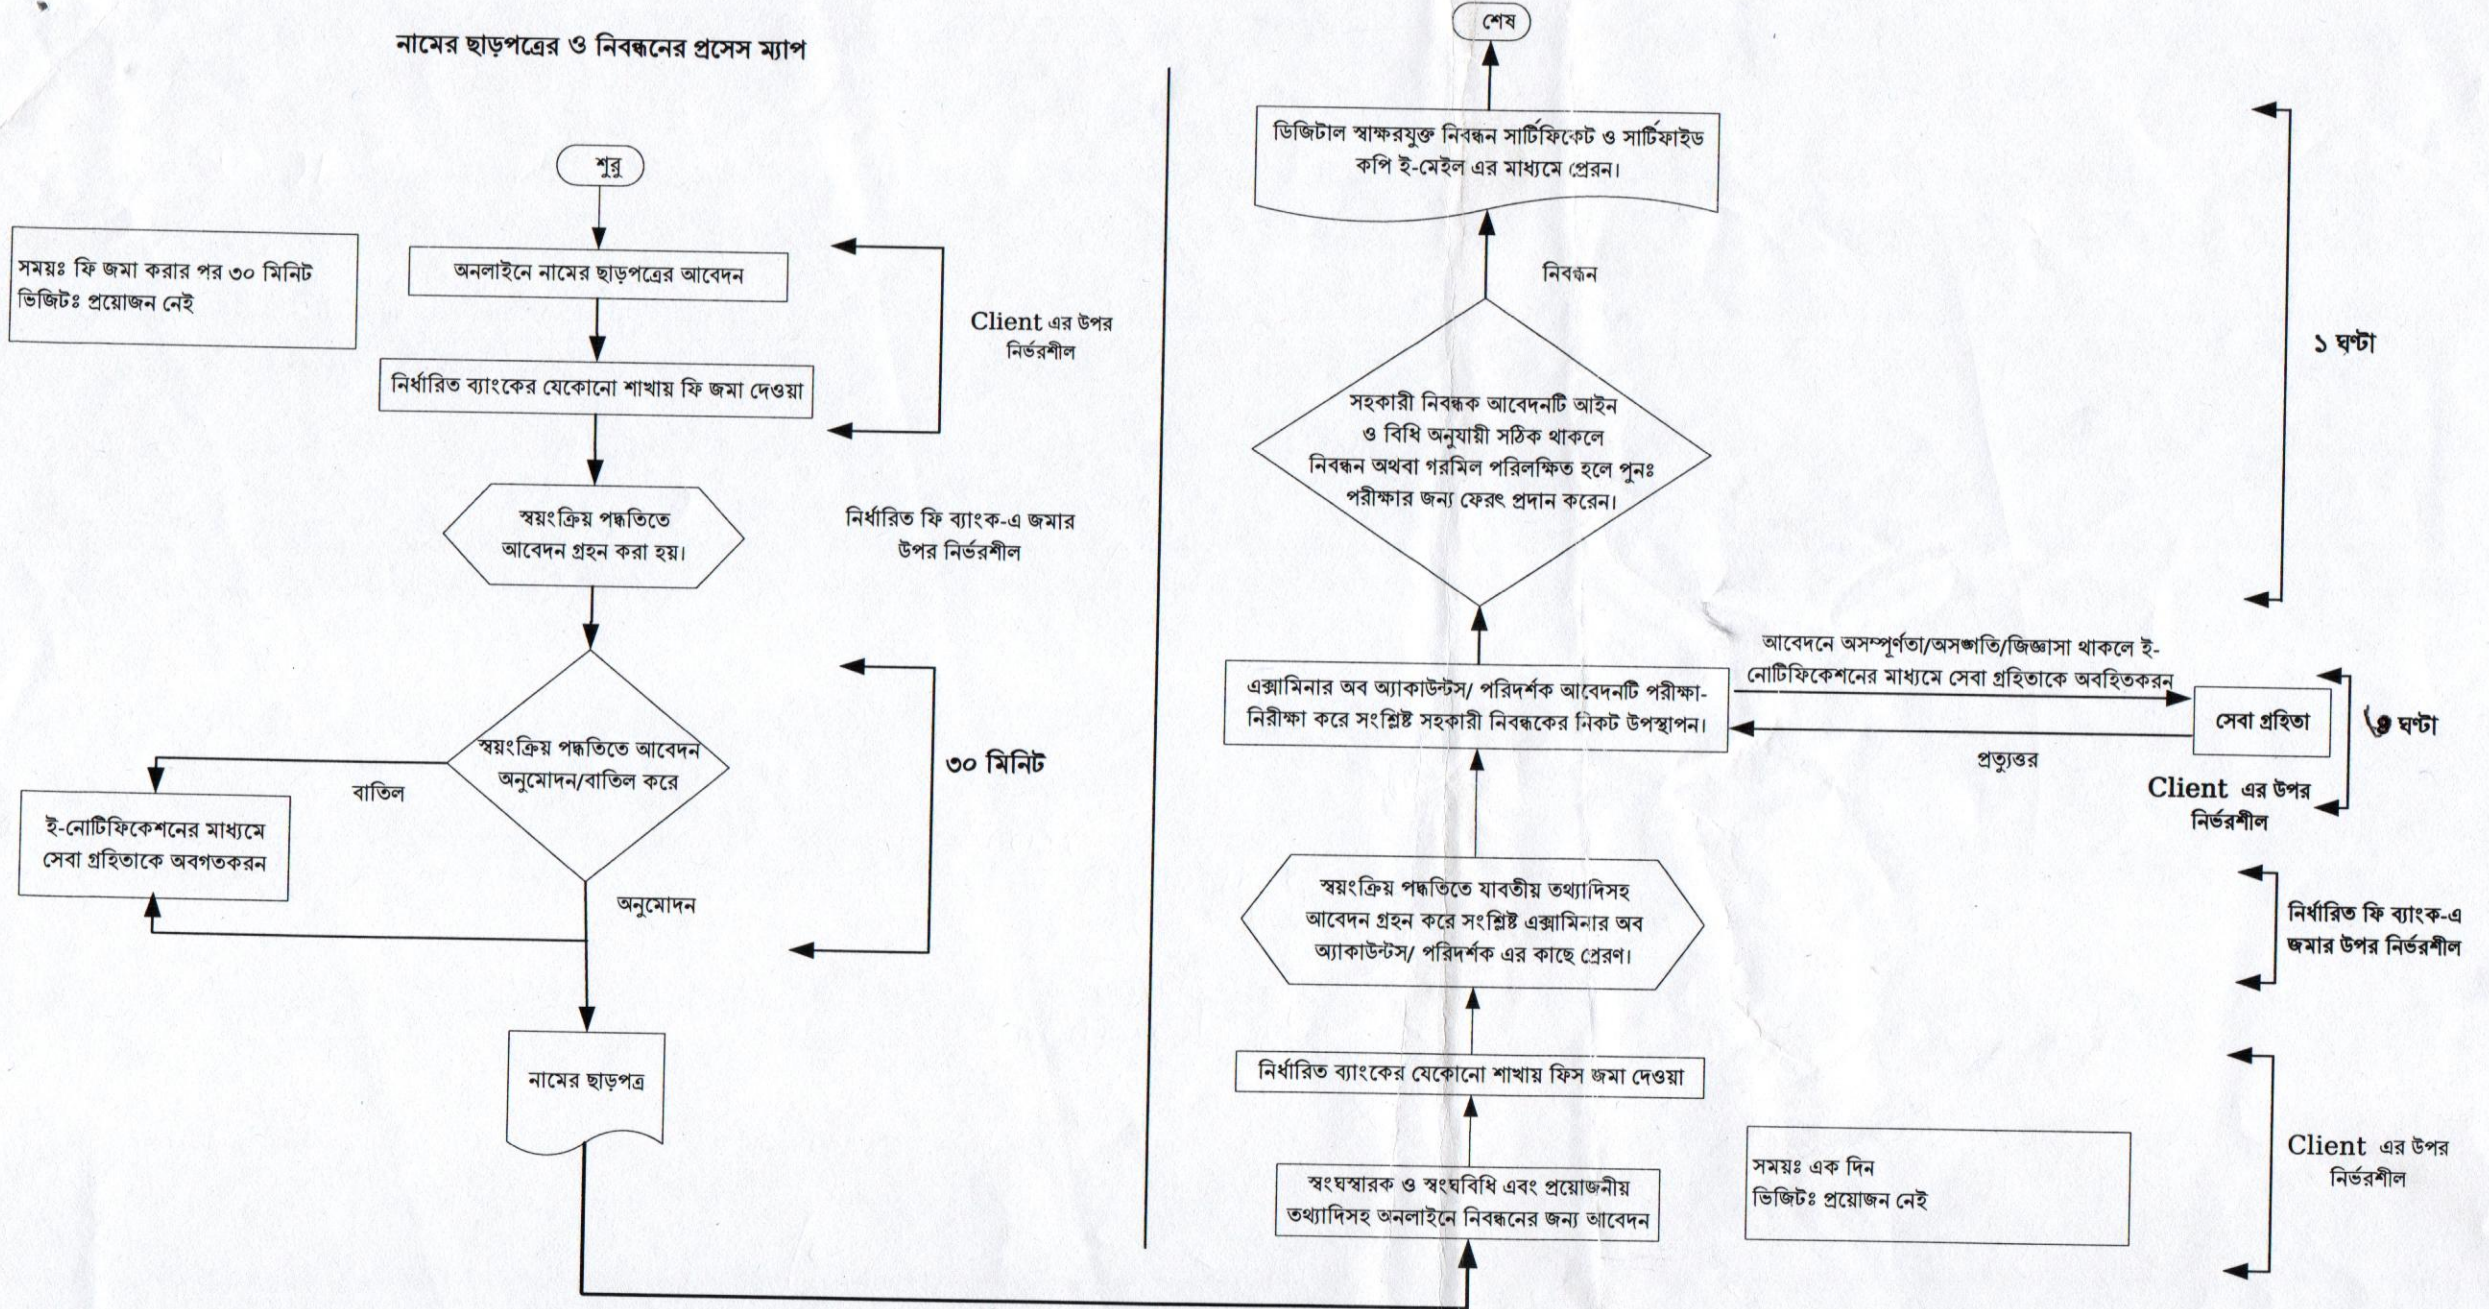 নামের ছাড়পত্রের ও নিবন্ধনের প্রসেস ম্যাপ
শুরু
সময়ঃ ফি জমা করার পর ৩০ মিনিট
ভিজিটঃ প্রয়োজন নেই
অনলাইনে নামের ছাড়পত্রের আবেদন
Client এর উপর
নির্ভরশীল
নির্ধারিত ব্যাংকের যেকোনো শাখায় ফি জমা দেওয়া
স্বয়ংক্রিয় পদ্ধতিতে
আবেদন গ্রহন করা হয়।
নির্ধারিত ফি ব্যাংক-এ জমার
উপর নির্ভরশীল
স্বয়ংক্রিয় পদ্ধতিতে আবেদন
অনুমোদন/বাতিল করে
৩০ মিনিট
বাতিল
ই-নোটিফিকেশনের মাধ্যমে
সেবা গ্রহিতাকে অবগতকরন
অনুমোদন
নামের ছাড়পত্র
শেষ
ডিজিটাল স্বাক্ষরযুক্ত নিবন্ধন সার্টিফিকেট ও সার্টিফাইড
কপি ই-মেইল এর মাধ্যমে প্রেরন।
নিবন্ধন
১ ঘণ্টা
সহকারী নিবন্ধক আবেদনটি আইন
ও বিধি অনুযায়ী সঠিক থাকলে
নিবন্ধন অথবা গরমিল পরিলক্ষিত হলে পুনঃ
পরীক্ষার জন্য ফেরৎ প্রদান করেন।
আবেদনে অসম্পূর্ণতা/অসঙ্গতি/জিজ্ঞাসা থাকলে ই-
নোটিফিকেশনের মাধ্যমে সেবা গ্রহিতাকে অবহিতকরন
এক্সামিনার অব অ্যাকাউন্টস/ পরিদর্শক আবেদনটি পরীক্ষা-
নিরীক্ষা করে সংশ্লিষ্ট সহকারী নিবন্ধকের নিকট উপস্থাপন।
সেবা গ্রহিতা
ঘণ্টা
প্রত্যুত্তর
Client এর উপর
নির্ভরশীল
স্বয়ংক্রিয় পদ্ধতিতে যাবতীয় তথ্যাদিসহ
আবেদন গ্রহন করে সংশ্লিষ্ট এক্সামিনার অব
অ্যাকাউন্টস/ পরিদর্শক এর কাছে প্রেরণ।
নির্ধারিত ফি ব্যাংক-এ
জমার উপর নির্ভরশীল
নির্ধারিত ব্যাংকের যেকোনো শাখায় ফিস জমা দেওয়া
স্বংঘস্বারক ও স্বংঘবিধি এবং প্রয়োজনীয়
তথ্যাদিসহ অনলাইনে নিবন্ধনের জন্য আবেদন
সময়ঃ এক দিন
ভিজিটঃ প্রয়োজন নেই
Client এর উপর
নির্ভরশীল